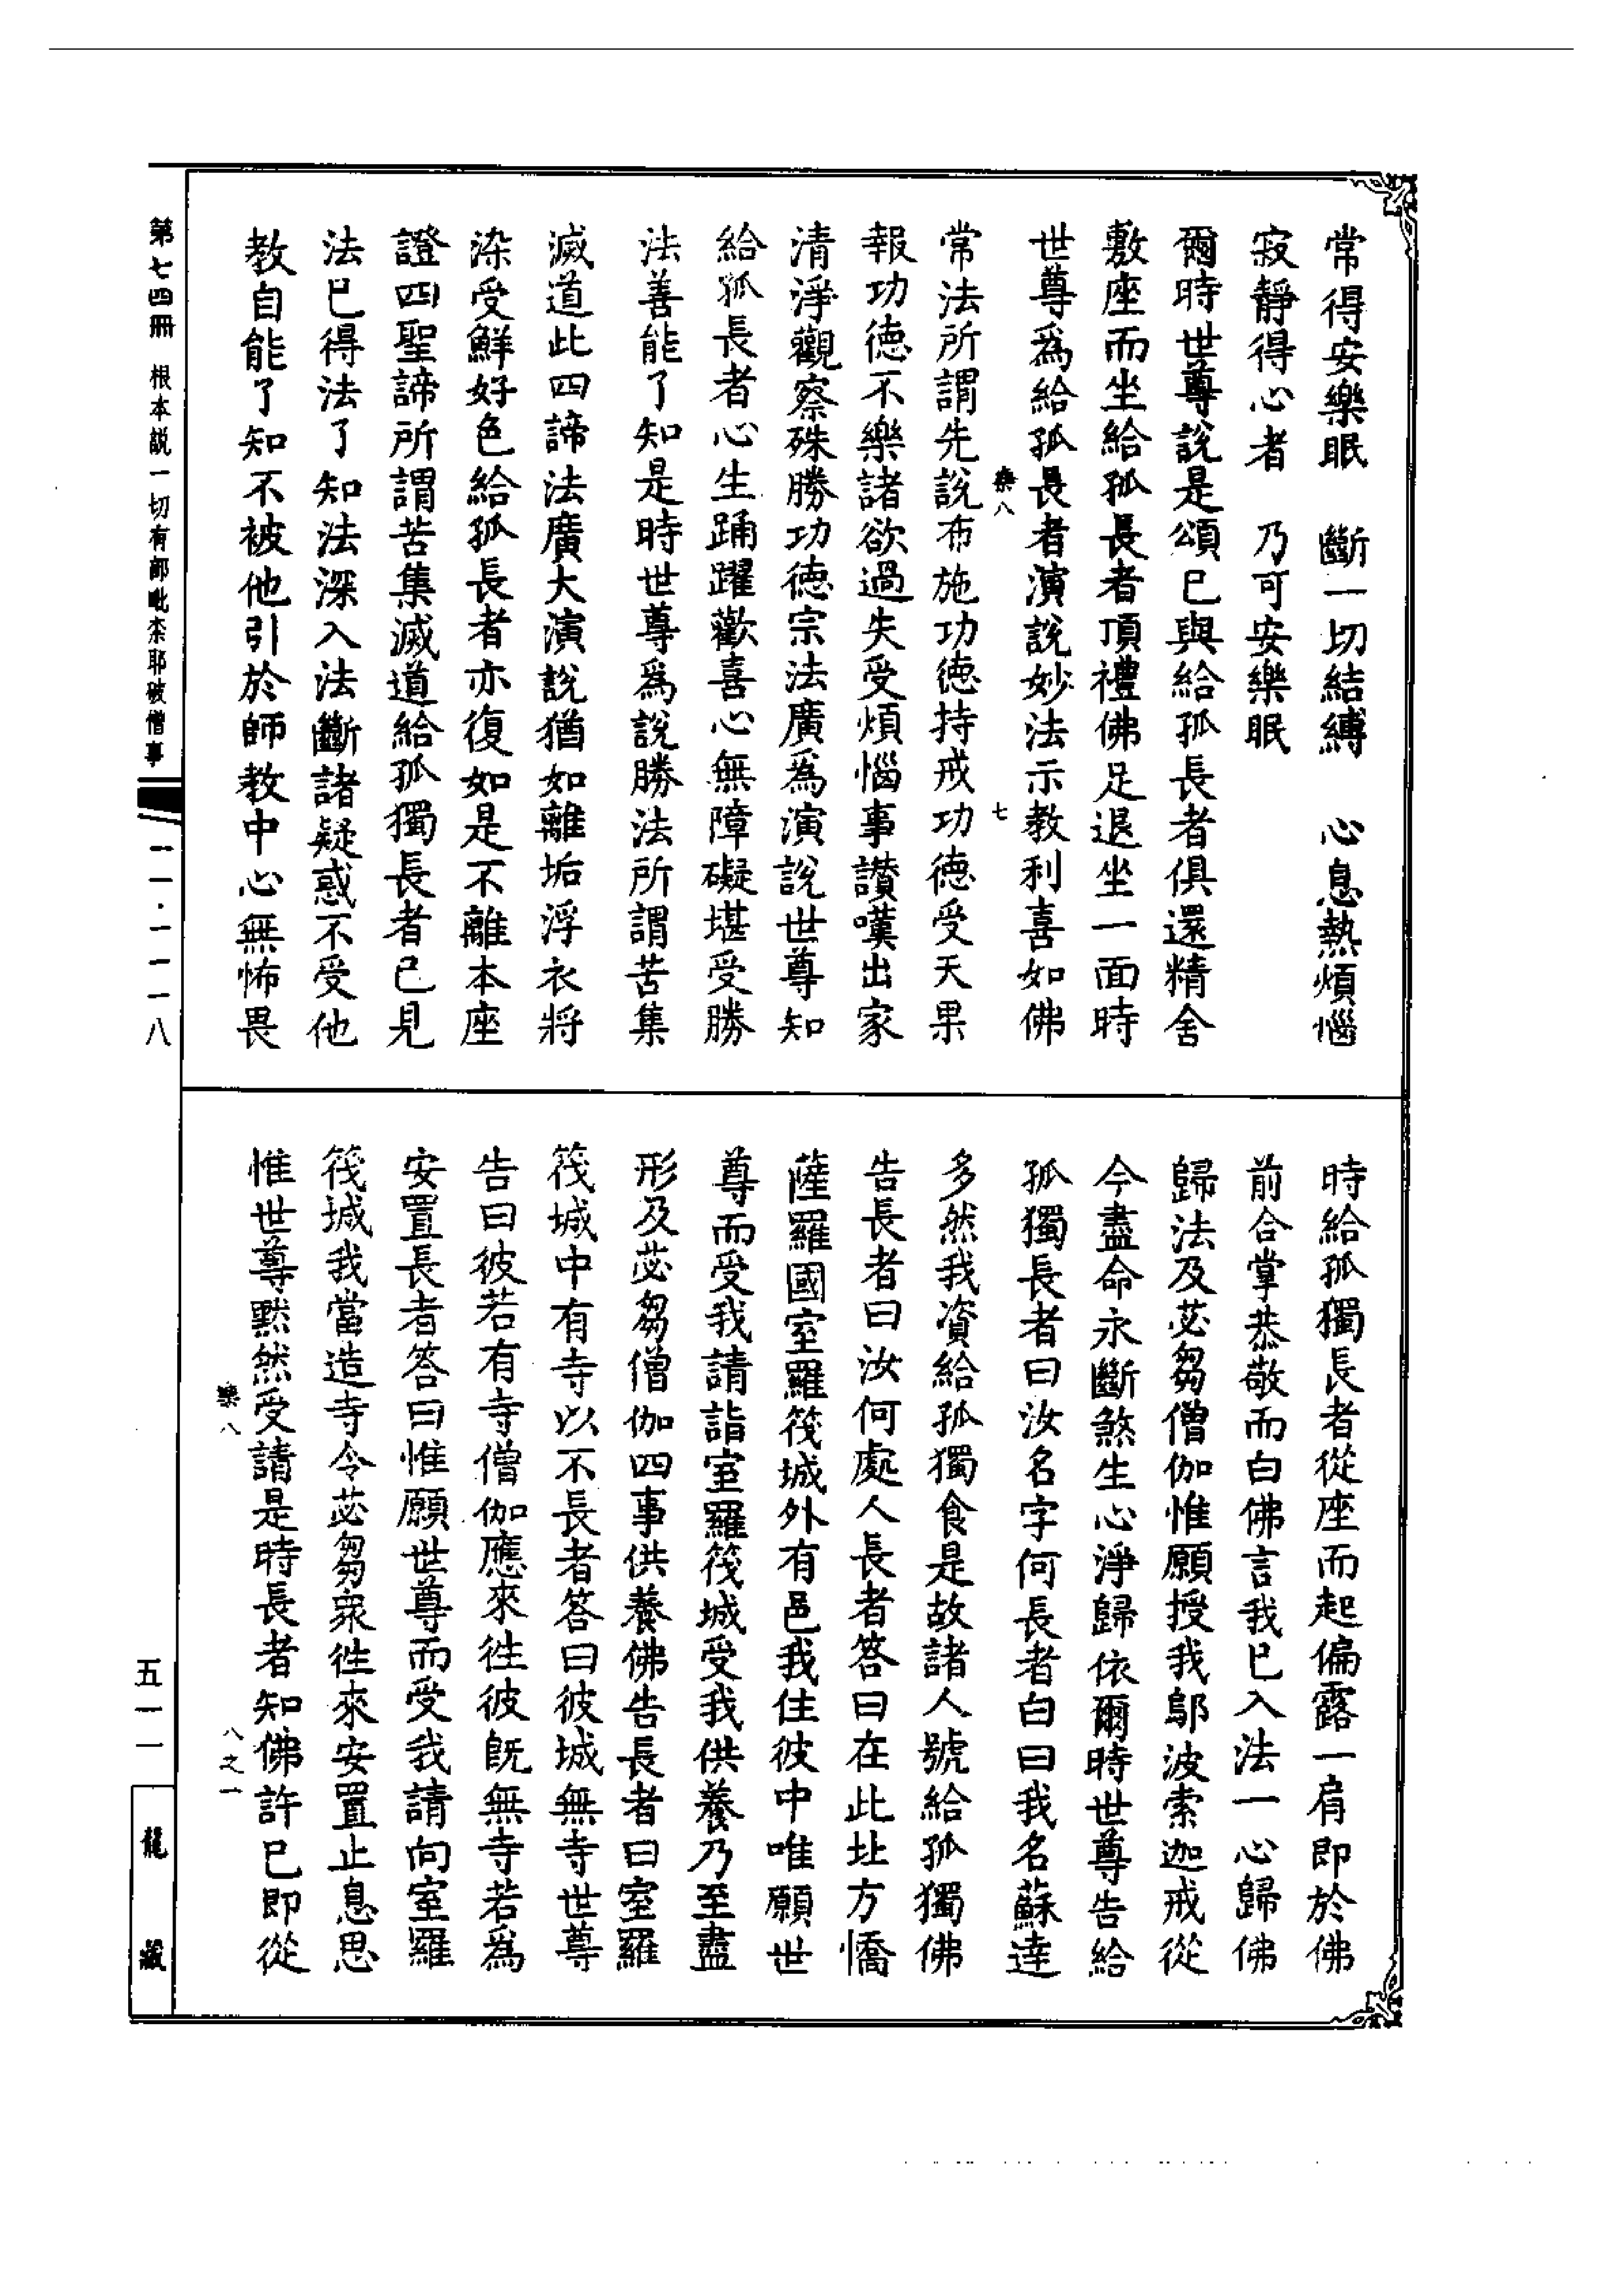 常得安樂眠　斷一切結縛　心息熱煩惱
寂靜得心者　乃可安樂眠
爾時世尊說是頌已與給孤長者俱還精舍
敷座而坐給孤長者頂禮佛足退坐一面時
世尊為給孤長者演說妙法示教利喜如佛
樂八　七
常法所謂先說布施功德持戒功德受天果
報功德不樂諸欲過失受煩惱事讚嘆出家
清淨觀察殊勝功德宗法廣為演說世尊知
給孤長者心生踊躍歡喜心無障礙堪受勝
法善能了知是時世尊為說勝法所謂苦集
滅道此四諦法廣大演說猶如離垢浮衣將
染受鮮好色給孤長者亦復如是不離本座
證四聖諦所謂苦集滅道給孤獨長者已見
法已得法了知法深入法斷諸疑惑不受他
教自能了知不被他引於師教中心無怖畏
時給孤獨長者從座而起偏露一肩即於佛
前合掌恭敬而白佛言我已入法一心歸佛
歸法及苾芻僧伽惟願授我鄔波索迦戒從
今盡命永斷煞生心淨歸依爾時世尊告給
孤獨長者曰汝名字何長者白曰我名蘇達
多然我資給孤獨食是故諸人號給孤獨佛
告長者曰汝何處人長者答曰在此北方憍
薩羅國室羅筏城外有邑我住彼中唯願世
尊而受我請詣室羅筏城受我供養乃至盡
形及苾芻僧伽四事供養佛告長者曰室羅
筏城中有寺以不長者答曰彼城無寺世尊
告曰彼若有寺僧伽應來往彼既無寺若為
安置長者答曰惟願世尊而受我請向室羅
筏城我當造寺令苾芻眾往來安置止息思
惟世尊默然受請是時長者知佛許已即從
樂八　八之一
第七四冊　根本說一切有部毗柰耶破僧事
一一·一一一八
五一一
龍藏